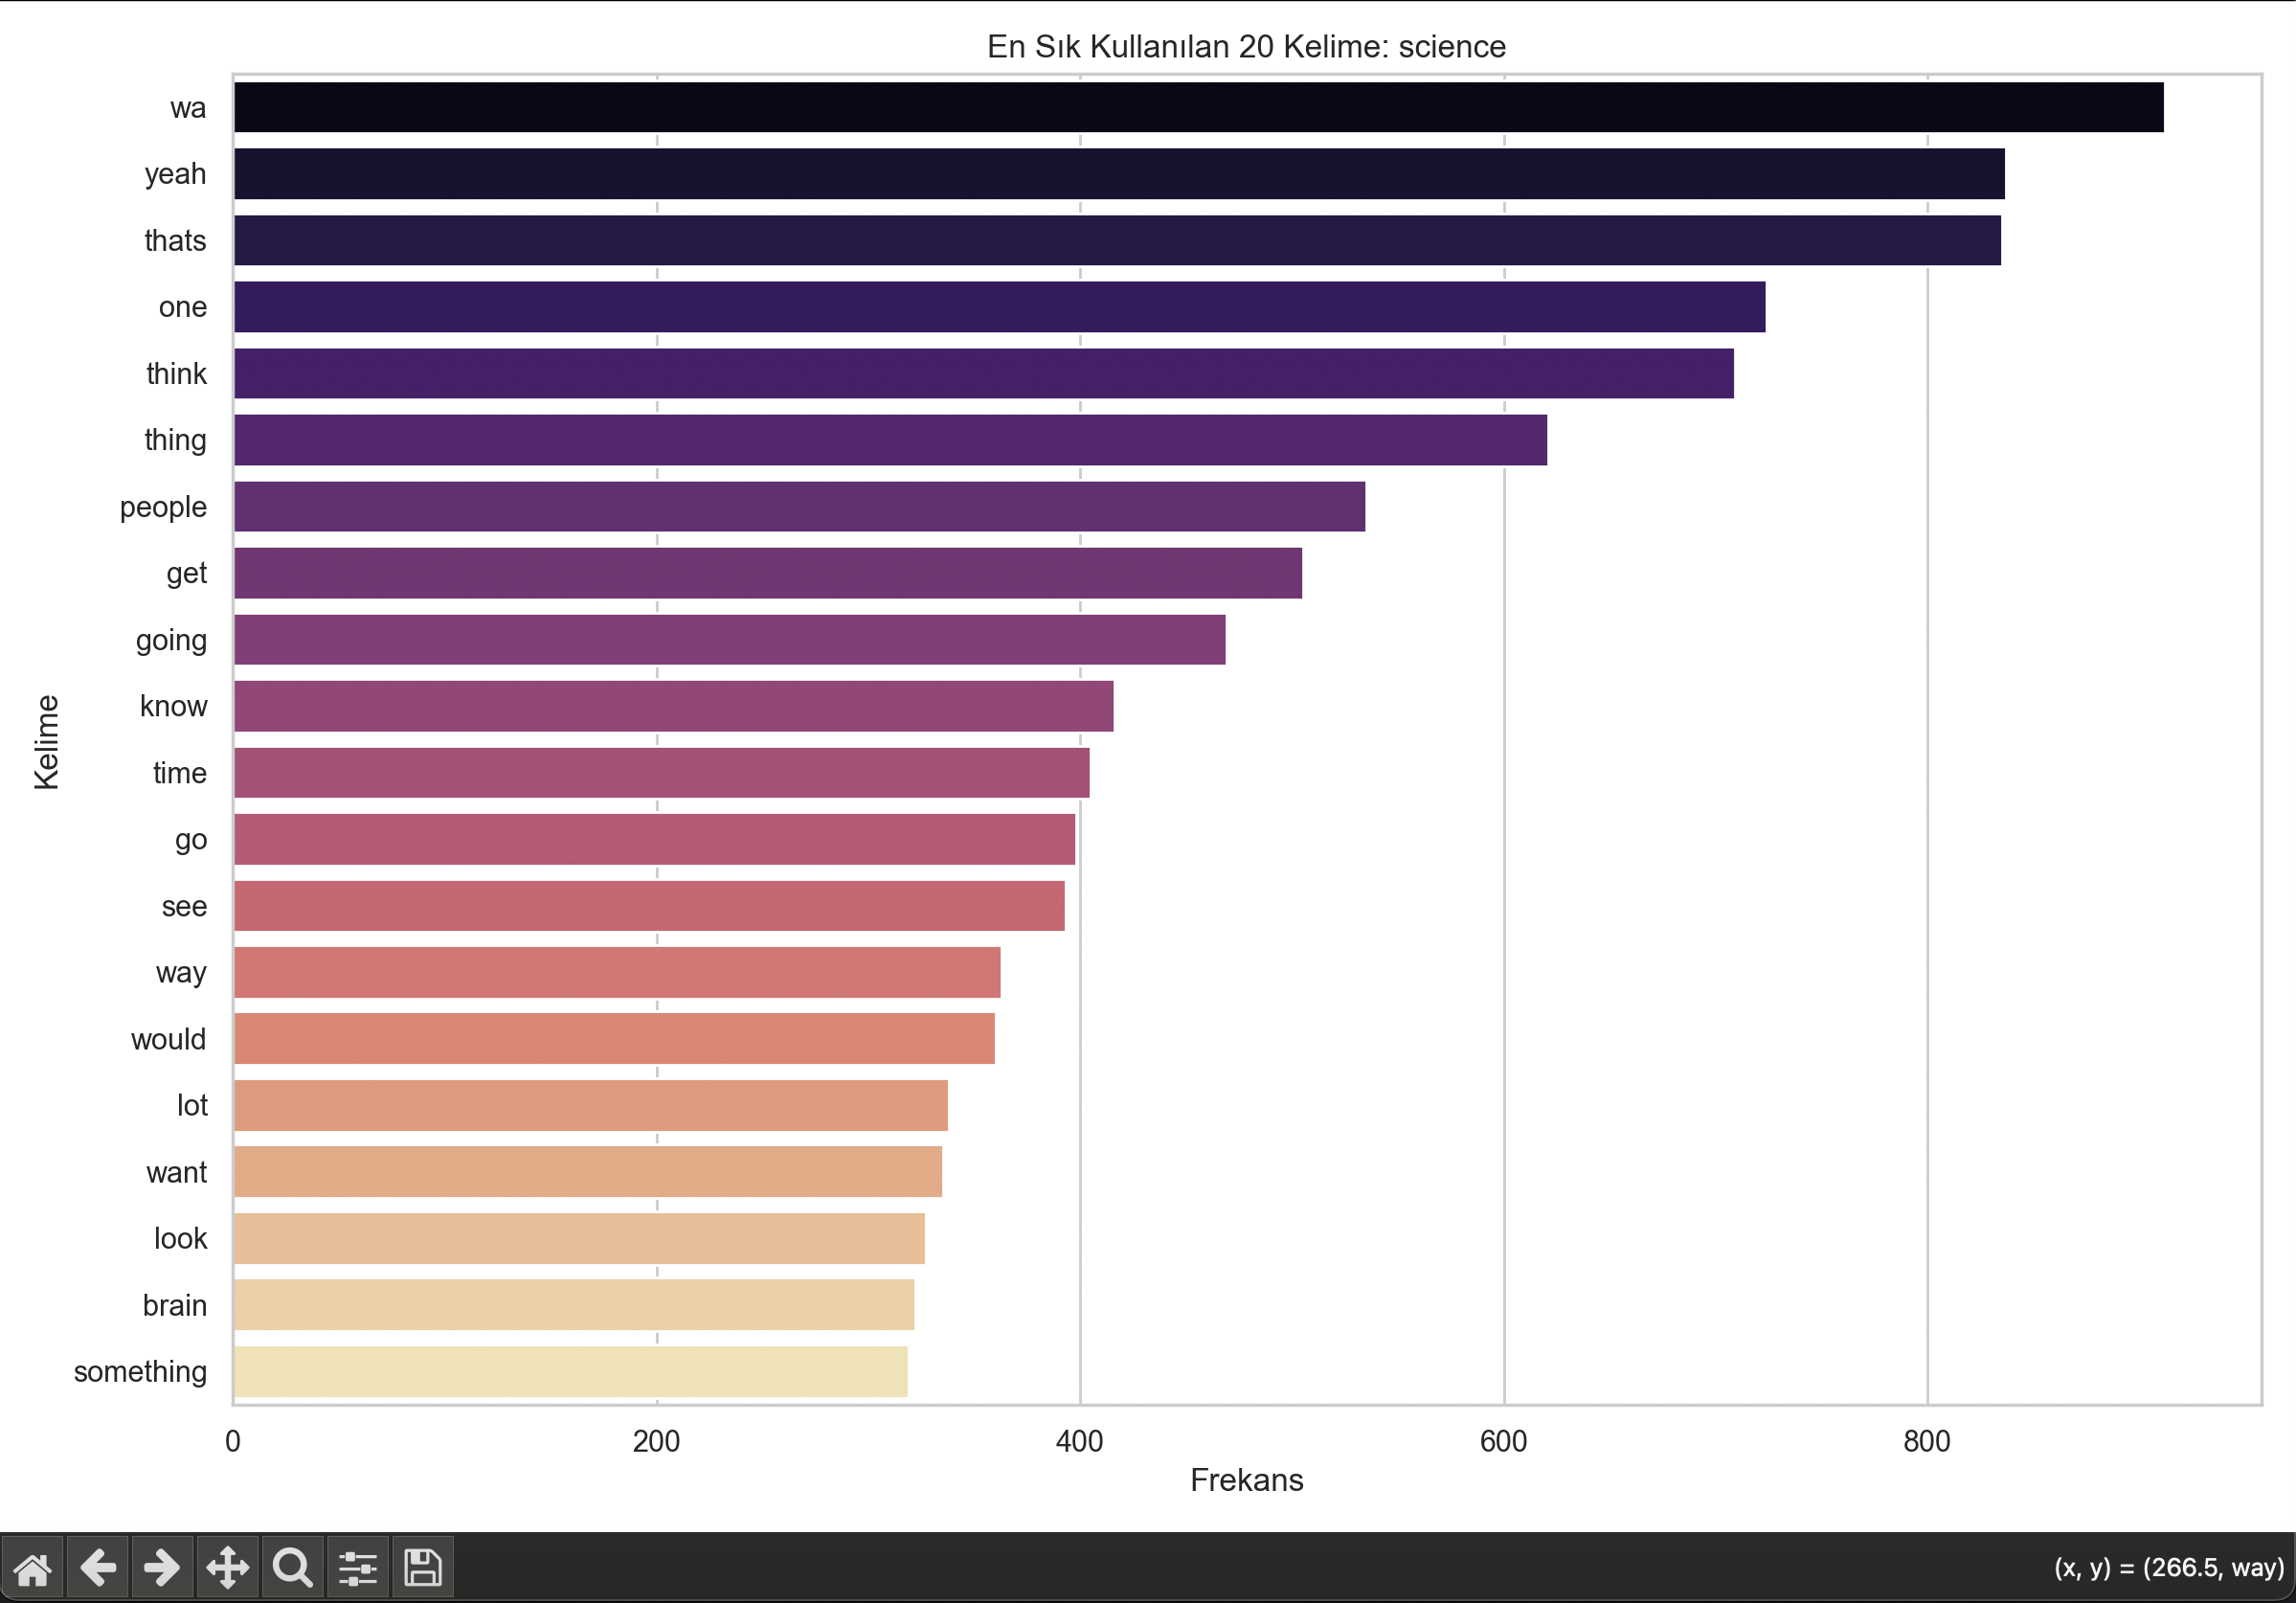 En Sık Kullanılan 20 Kelime: science
wa
yeah
thats
one
think
thing
people
get
going
know
time
go
see
way
would
lot
want
look
brain
something
Kelime
0 200 400 600 800
Frekans
(x, y) = (266.5, way)